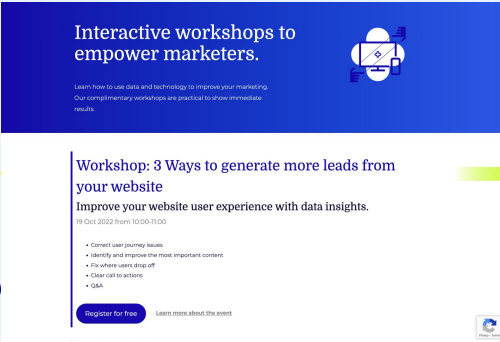 Interactive workshops to
empower marketers.
Learn how to use data and technology to improve your marketing.
Our complimentary workshops are practical to show immediate
results.
Workshop: 3 Ways to generate more leads from
your website
Improve your website user experience with data insights.
19 Oct 2022 from 10:00-11:00
• Correct user journey issues
• Identify and improve the most important content
• Fix where users drop off
• Clear call to actions
• Q&A
Register for free
Learn more about the event
Privacy - Terms